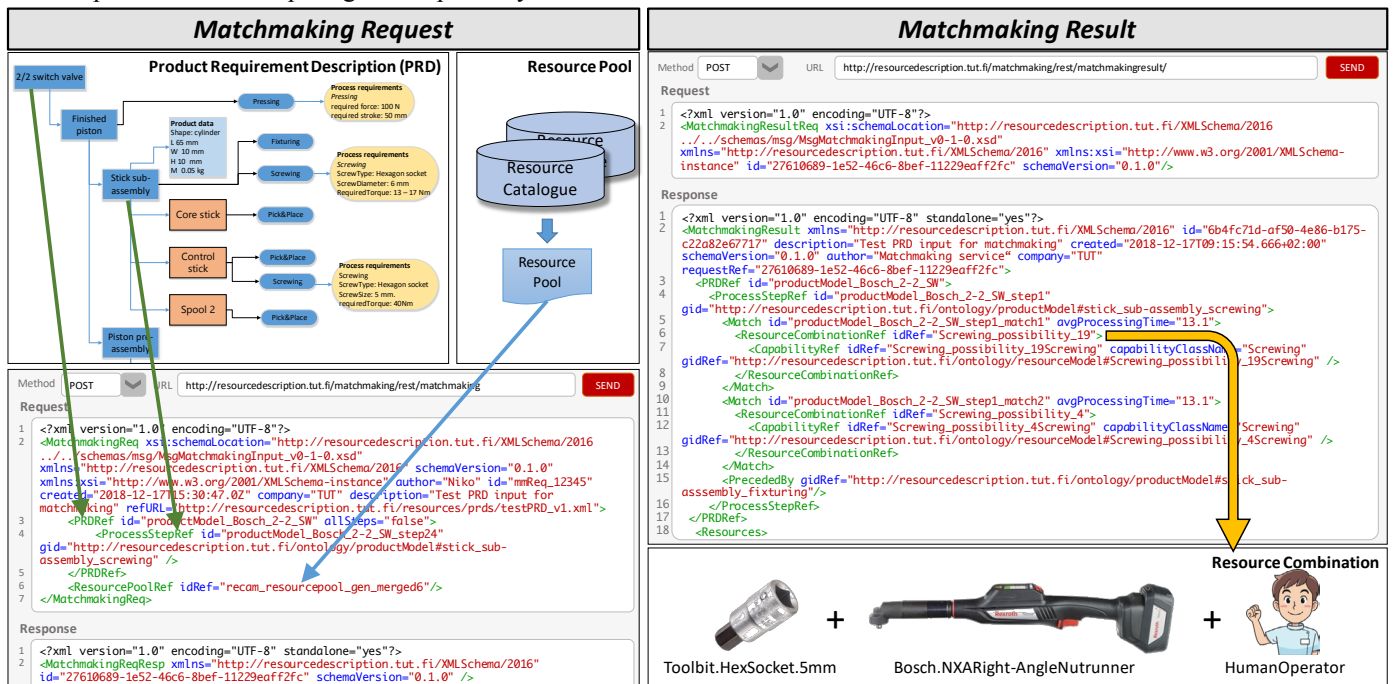 Matchmaking Request
Product Requirement Description (PRD)
2/2 switch valve
Finished
piston
Pressing
Process requirements
Pressing
required force: 100 N
required stroke: 50 mm
Product data
Shape: cylinder
L 65 mm
W 10 mm
H 10 mm
M 0.05 kg
Fixturing
Stick sub-
assembly
Screwing
Process requirements
Screwing
ScrewType: Hexagon socket
ScrewDiameter: 6 mm
RequiredTorque: 13 – 17 Nm
Core stick
Pick&Place
Control
stick
Pick&Place
Screwing
Process requirements
Screwing
ScrewType: Hexagon socket
ScrewSize: 5 mm.
requiredTorque: 40Nm
Spool 2
Pick&Place
Piston pre-
assembly
Resource Pool
Resource
Resource
Catalogue
Resource
Pool
Method POST URL http://resourcedescription.tut.fi/matchmaking/rest/matchmaking SEND
Request
1 <?xml version="1.0" encoding="UTF-8"?>
2 <MatchmakingReq xsi:schemaLocation="http://resourcedescription.tut.fi/XMLSchema/2016
../../schemas/msg/MsgMatchmakingInput_v0-1-0.xsd"
xmlns="http://resourcedescription.tut.fi/XMLSchema/2016" schemaVersion="0.1.0"
xmlns:xsi="http://www.w3.org/2001/XMLSchema-instance" author="Niko" id="mmReq_12345"
created="2018-12-17T15:30:47.0Z" company="TUT" description="Test PRD input for
matchmaking" refURL="http://resourcedescription.tut.fi/resources/prds/testPRD_v1.xml">
3 <PRDRef id="productModel_Bosch_2-2_SW" allSteps="false">
4 <ProcessStepRef id="productModel_Bosch_2-2_SW_step24"
gid="http://resourcedescription.tut.fi/ontology/productModel#stick_sub-
assembly_screwing" />
5 </PRDRef>
6 <ResourcePoolRef idRef="recam_resourcepool_gen_merged6"/>
7 </MatchmakingReq>
Response
1 <?xml version="1.0" encoding="UTF-8" standalone="yes"?>
2 <MatchmakingReqResp xmlns="http://resourcedescription.tut.fi/XMLSchema/2016"
id="27610689-1e52-46c6-8bef-11229eaff2fc" schemaVersion="0.1.0" />
Matchmaking Result
Method POST URL http://resourcedescription.tut.fi/matchmaking/rest/matchmakingresult/ SEND
Request
1 <?xml version="1.0" encoding="UTF-8"?>
2 <MatchmakingResultReq xsi:schemaLocation="http://resourcedescription.tut.fi/XMLSchema/2016
../../schemas/msg/MsgMatchmakingInput_v0-1-0.xsd"
xmlns="http://resourcedescription.tut.fi/XMLSchema/2016" xmlns:xsi="http://www.w3.org/2001/XMLSchema-
instance" id="27610689-1e52-46c6-8bef-11229eaff2fc" schemaVersion="0.1.0"/>
Response
1 <?xml version="1.0" encoding="UTF-8" standalone="yes"?>
2 <MatchmakingResult xmlns="http://resourcedescription.tut.fi/XMLSchema/2016" id="6b4fc71d-af50-4e86-b175-
c22a82e67717" description="Test PRD input for matchmaking" created="2018-12-17T09:15:54.666+02:00"
schemaVersion="0.1.0" author="Matchmaking service“ company="TUT"
requestRef="27610689-1e52-46c6-8bef-11229eaff2fc">
3 <PRDRef id="productModel_Bosch_2-2_SW">
4 <ProcessStepRef id="productModel_Bosch_2-2_SW_step1"
gid="http://resourcedescription.tut.fi/ontology/productModel#stick_sub-assembly_screwing">
5 <Match id="productModel_Bosch_2-2_SW_step1_match1" avgProcessingTime="13.1">
6 <ResourceCombinationRef idRef="Screwing_possibility_19">
7 <CapabilityRef idRef="Screwing_possibility_19Screwing" capabilityClassName="Screwing"
gidRef="http://resourcedescription.tut.fi/ontology/resourceModel#Screwing_possibility_19Screwing" />
8 </ResourceCombinationRef>
9 </Match>
10 <Match id="productModel_Bosch_2-2_SW_step1_match2" avgProcessingTime="13.1">
11 <ResourceCombinationRef idRef="Screwing_possibility_4">
12 <CapabilityRef idRef="Screwing_possibility_4Screwing" capabilityClassName="Screwing"
gidRef="http://resourcedescription.tut.fi/ontology/resourceModel#Screwing_possibility_4Screwing" />
13 </ResourceCombinationRef>
14 </Match>
15 <PrecededBy gidRef="http://resourcedescription.tut.fi/ontology/productModel#stick_sub-
asssembly_fixturing"/>
16 </ProcessStepRef>
17 </PRDRef>
18 <Resources>
Resource Combination
Rexroth
+
+
Toolbit.HexSocket.5mm
Bosch.NXARight-AngleNutrunner
HumanOperator